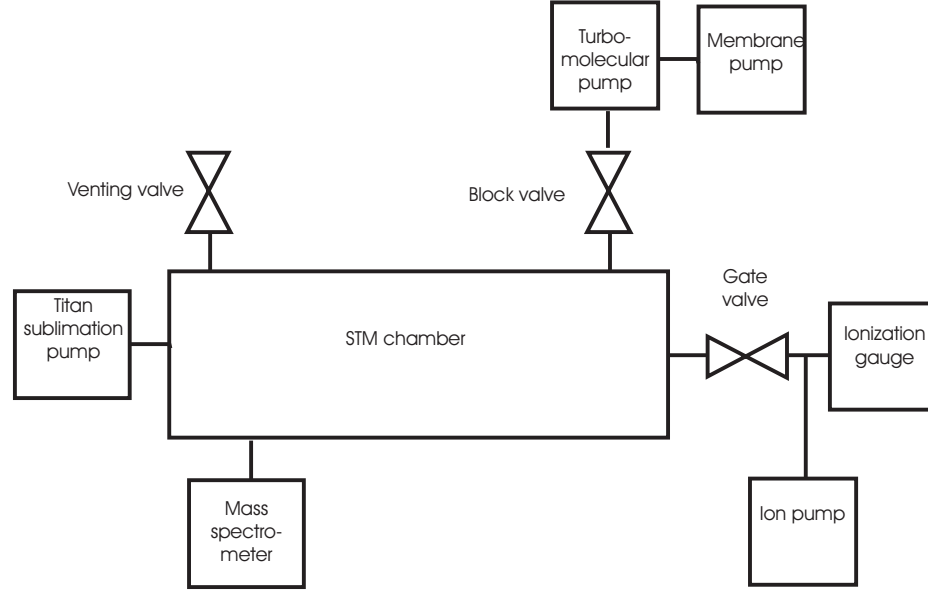 Turbo-
molecular
pump
Membrane
pump
Venting valve
Block valve
Gate
valve
Titan
sublimation
pump
STM chamber
Ionization
gauge
Mass
spectro-
meter
Ion pump